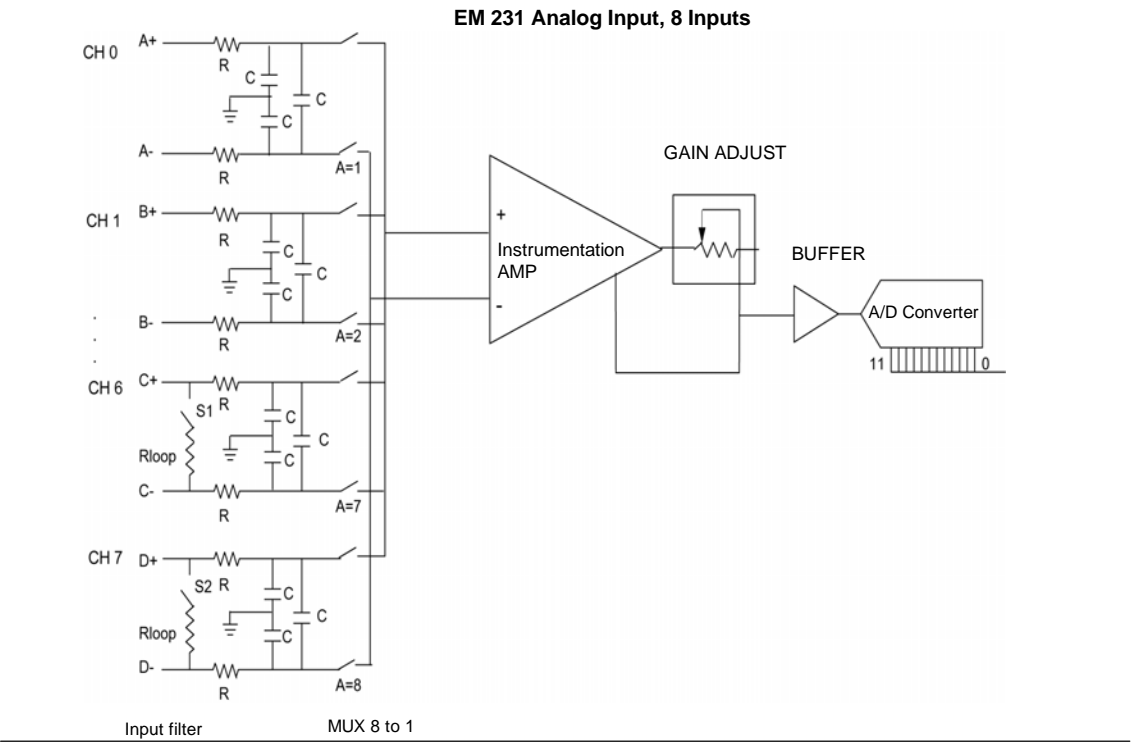 EM 231 Analog Input, 8 Inputs
CH 0
A+
R
C
C
C
A-
R
A=1
CH 1
B+
R
C
C
C
B-
R
A=2
CH 6
C+
S1
R
C
C
C
Rloop
C-
R
A=7
CH 7
D+
S2
R
C
C
C
Rloop
D-
R
A=8
Input filter
MUX 8 to 1
+
Instrumentation
AMP
-
GAIN ADJUST
BUFFER
A/D Converter
11
0